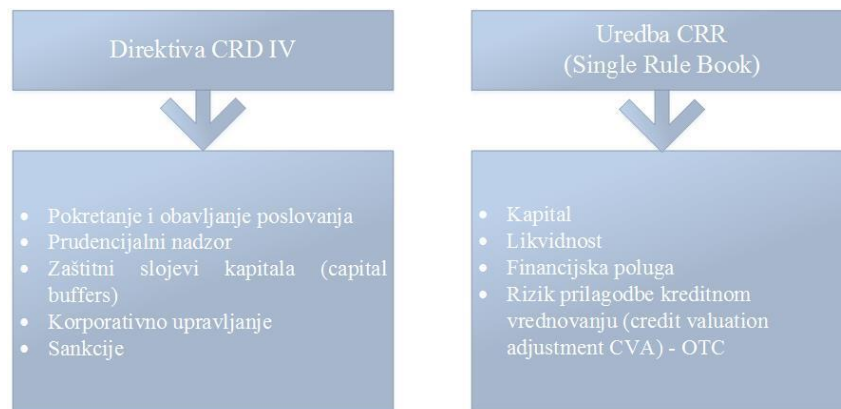 Direktiva CRD IV
• Pokretanje i obavljanje poslovanja
• Prudencijalni nadzor
• Zaštitni slojevi kapitala (capital
buffers)
• Korporativno upravljanje
• Sankcije
Uredba CRR
(Single Rule Book)
• Kapital
• Likvidnost
• Financijska poluga
• Rizik prilagodbe kreditnom
vrednovanju (credit valuation
adjustment CVA) - OTC